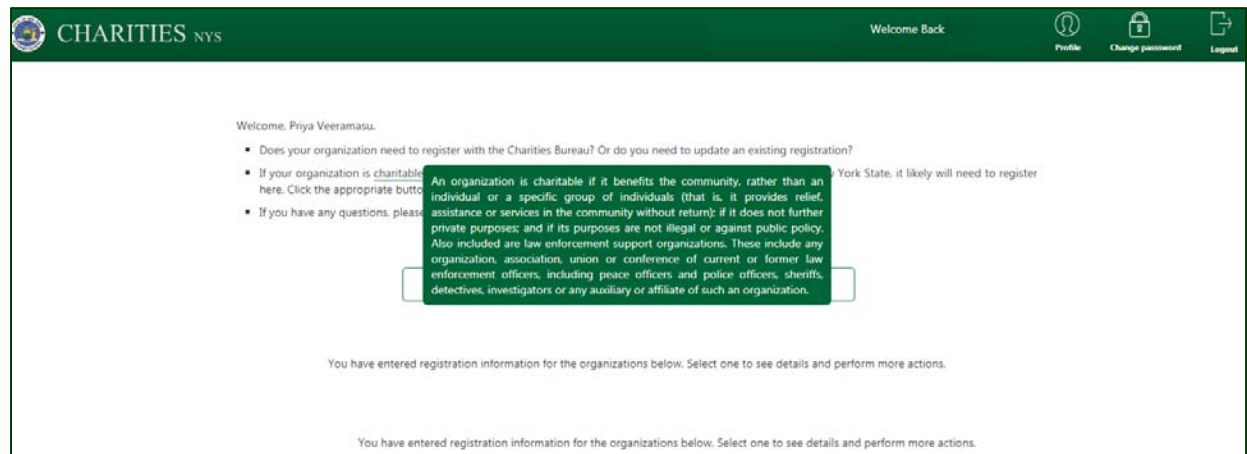 CHARITIES NYS
Welcome Back
Profile
Change password
Logout
Welcome, Priya Veeramasu.
Does your organization need to register with the Charities Bureau? Or do you need to update an existing registration?
If your organization is charitable
York State, it likely will need to register
here. Click the appropriate butto
If you have any questions, please
An organization is charitable if it benefits the community, rather than an
individual or a specific group of individuals (that is, it provides relief,
assistance or services in the community without return); if it does not further
private purposes; and if its purposes are not illegal or against public policy.
Also included are law enforcement support organizations. These include any
organization, association, union or conference of current or former law
enforcement officers, including peace officers and police officers, sheriffs,
detectives, investigators or any auxiliary or affiliate of such an organization.
You have entered registration information for the organizations below. Select one to see details and perform more actions.
You have entered registration information for the organizations below. Select one to see details and perform more actions.